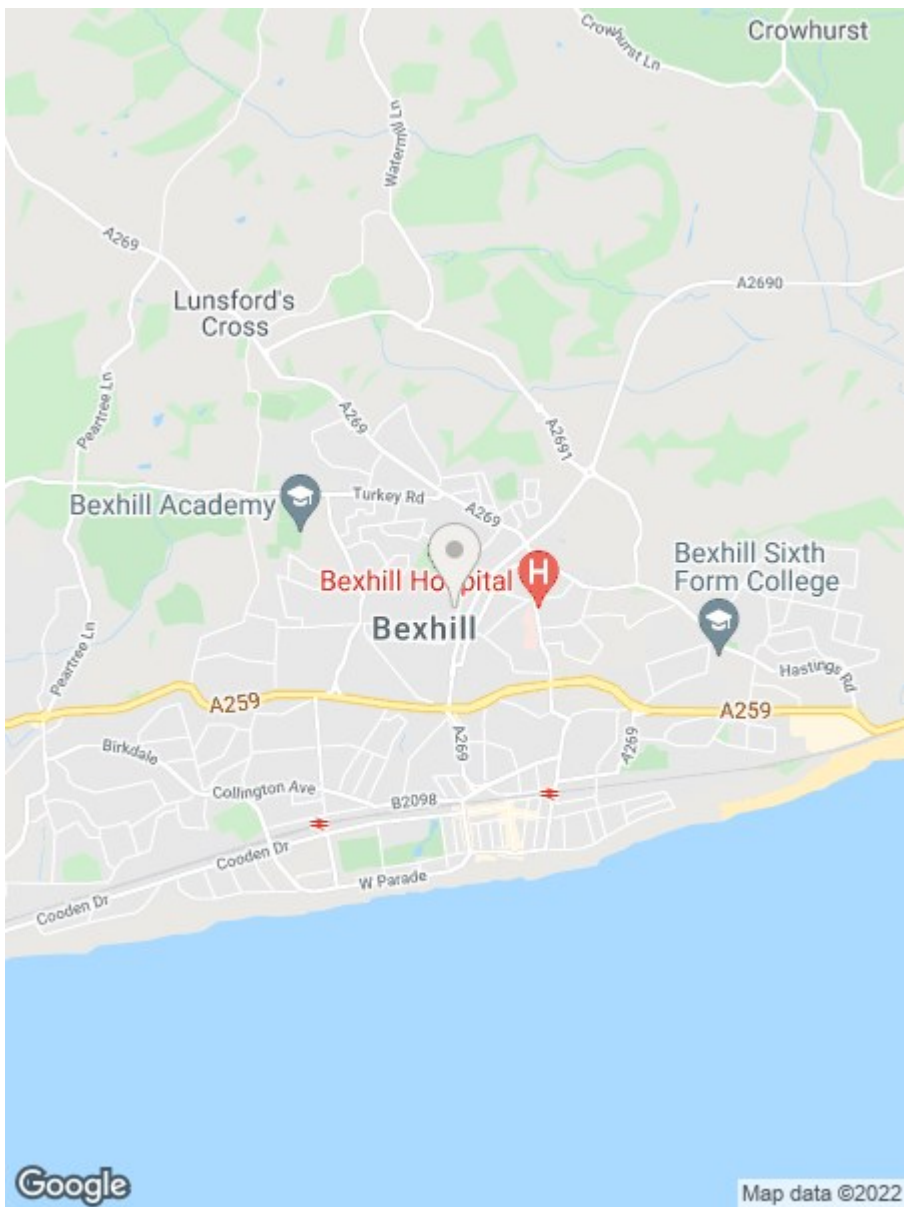 Crowhurst
Crowhurst Ln
Watermill Ln
A269
A2690
Lunsford's
Cross
Peartree Ln
A269
A2691
Turkey Rd
Bexhill Academy
A269
Bexhill Sixth
Form College
Bexhill Hospital
H
Bexhill
Peartree Ln
Hastings Rd
A259
A259
Birkdale
A269
A269
Collington Ave
B2098
Cooden Dr
W Parade
Cooden Dr
Google
Map data ©2022